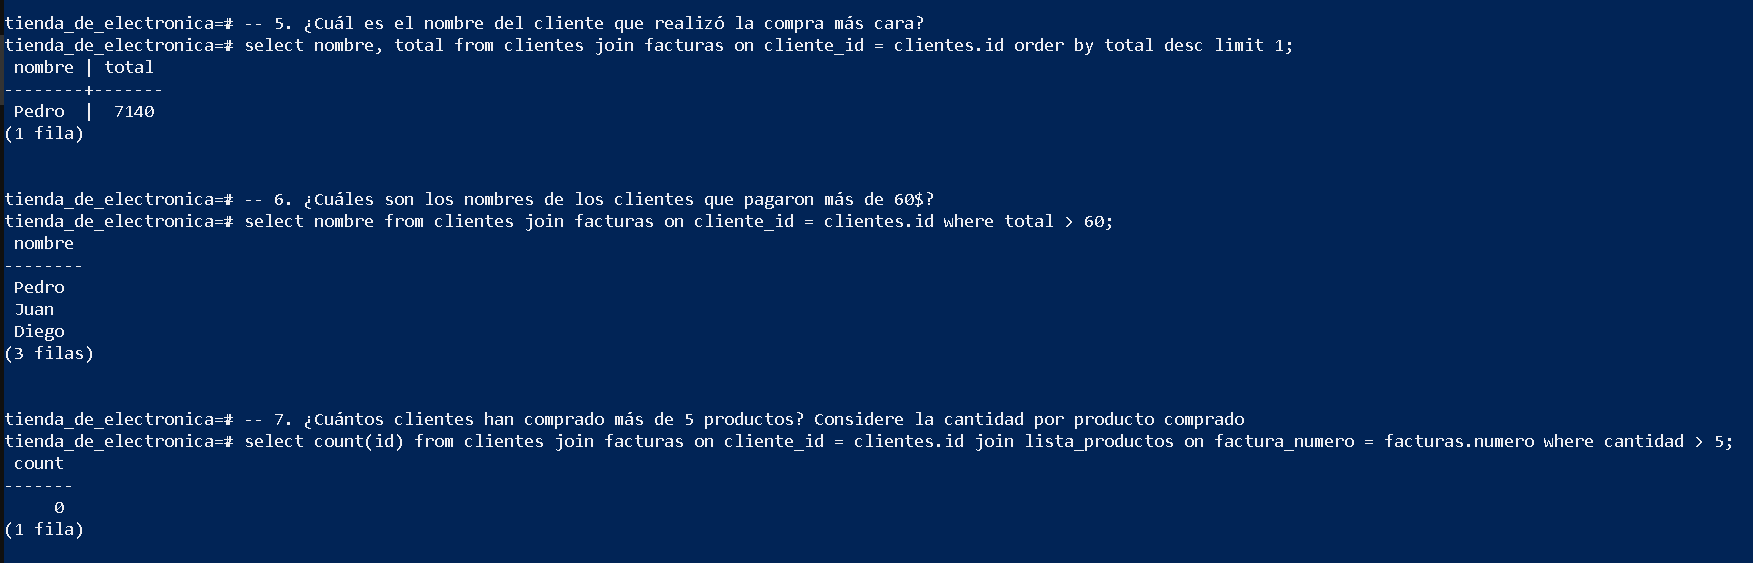 tienda_de_electronica=# -- 5. ¿Cuál es el nombre del cliente que realizó la compra más cara?
tienda_de_electronica=# select nombre, total from clientes join facturas on cliente_id = clientes.id order by total desc limit 1;
 nombre | total
--------+-------
 Pedro  |  7140
(1 fila)
tienda_de_electronica=# -- 6. ¿Cuáles son los nombres de los clientes que pagaron más de 60$?
tienda_de_electronica=# select nombre from clientes join facturas on cliente_id = clientes.id where total > 60;
 nombre
--------
 Pedro
 Juan
 Diego
(3 filas)
tienda_de_electronica=# -- 7. ¿Cuántos clientes han comprado más de 5 productos? Considere la cantidad por producto comprado
tienda_de_electronica=# select count(id) from clientes join facturas on cliente_id = clientes.id join lista_productos on factura_numero = facturas.numero where cantidad > 5;
 count
-------
     0
(1 fila)